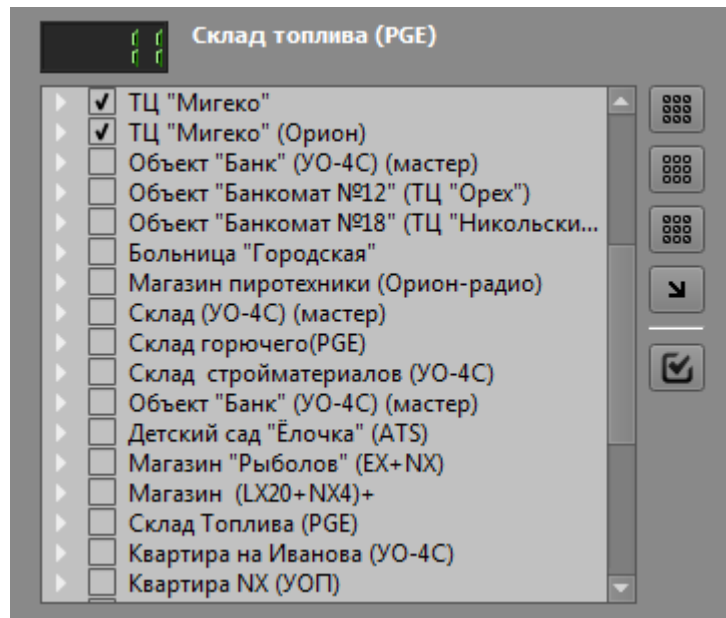 11 Склад топлива (PGE)
ТЦ "Мигеко"
ТЦ "Мигеко" (Орион)
Объект "Банк" (УО-4С) (мастер)
Объект "Банкомат №12" (ТЦ "Орех")
Объект "Банкомат №18" (ТЦ "Никольски...
Больница "Городская"
Магазин пиротехники (Орион-радио)
Склад (УО-4С) (мастер)
Склад горючего(PGE)
Склад  стройматериалов (УО-4С)
Объект "Банк" (УО-4С) (мастер)
Детский сад "Ёлочка" (ATS)
Магазин "Рыболов" (EX+NX)
Магазин  (LX20+NX4)+
Склад Топлива (PGE)
Квартира на Иванова (УО-4С)
Квартира NX (УОП)